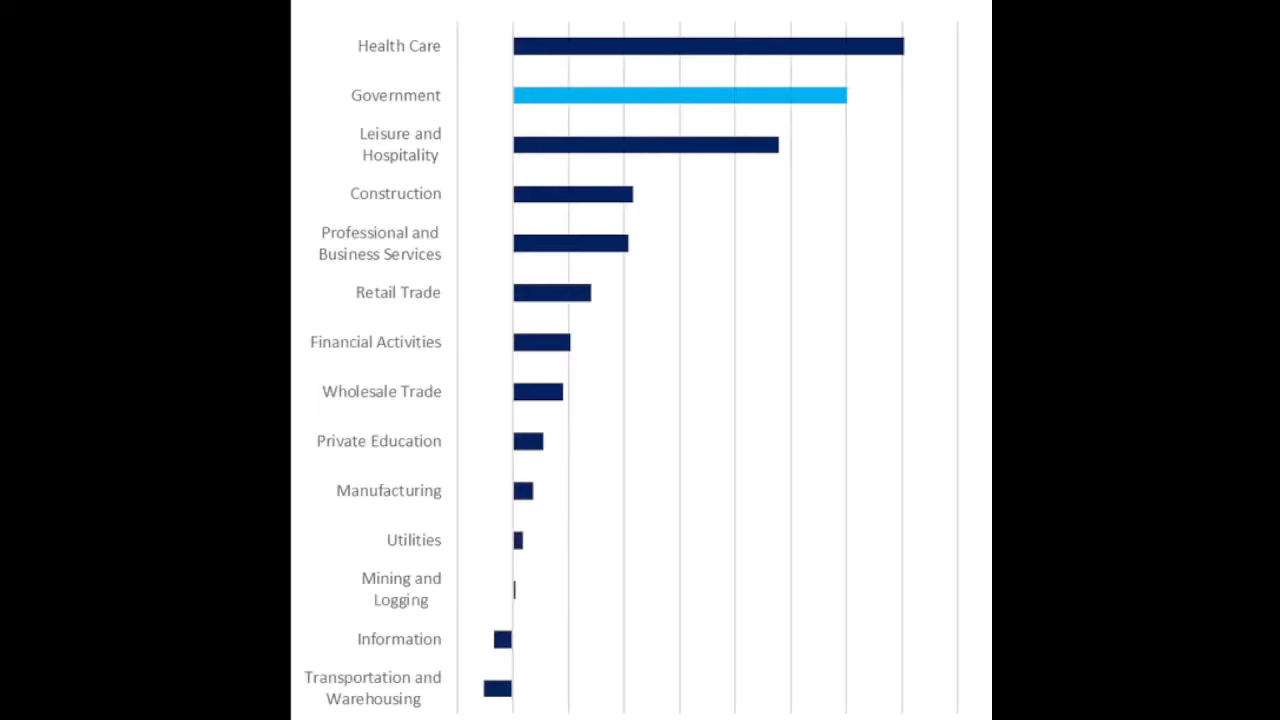 Health Care
Government
Leisure and
Hospitality
Construction
Professional and
Business Services
Retail Trade
Financial Activities
Wholesale Trade
Private Education
Manufacturing
Utilities
Mining and
Logging
Information
Transportation and
Warehousing